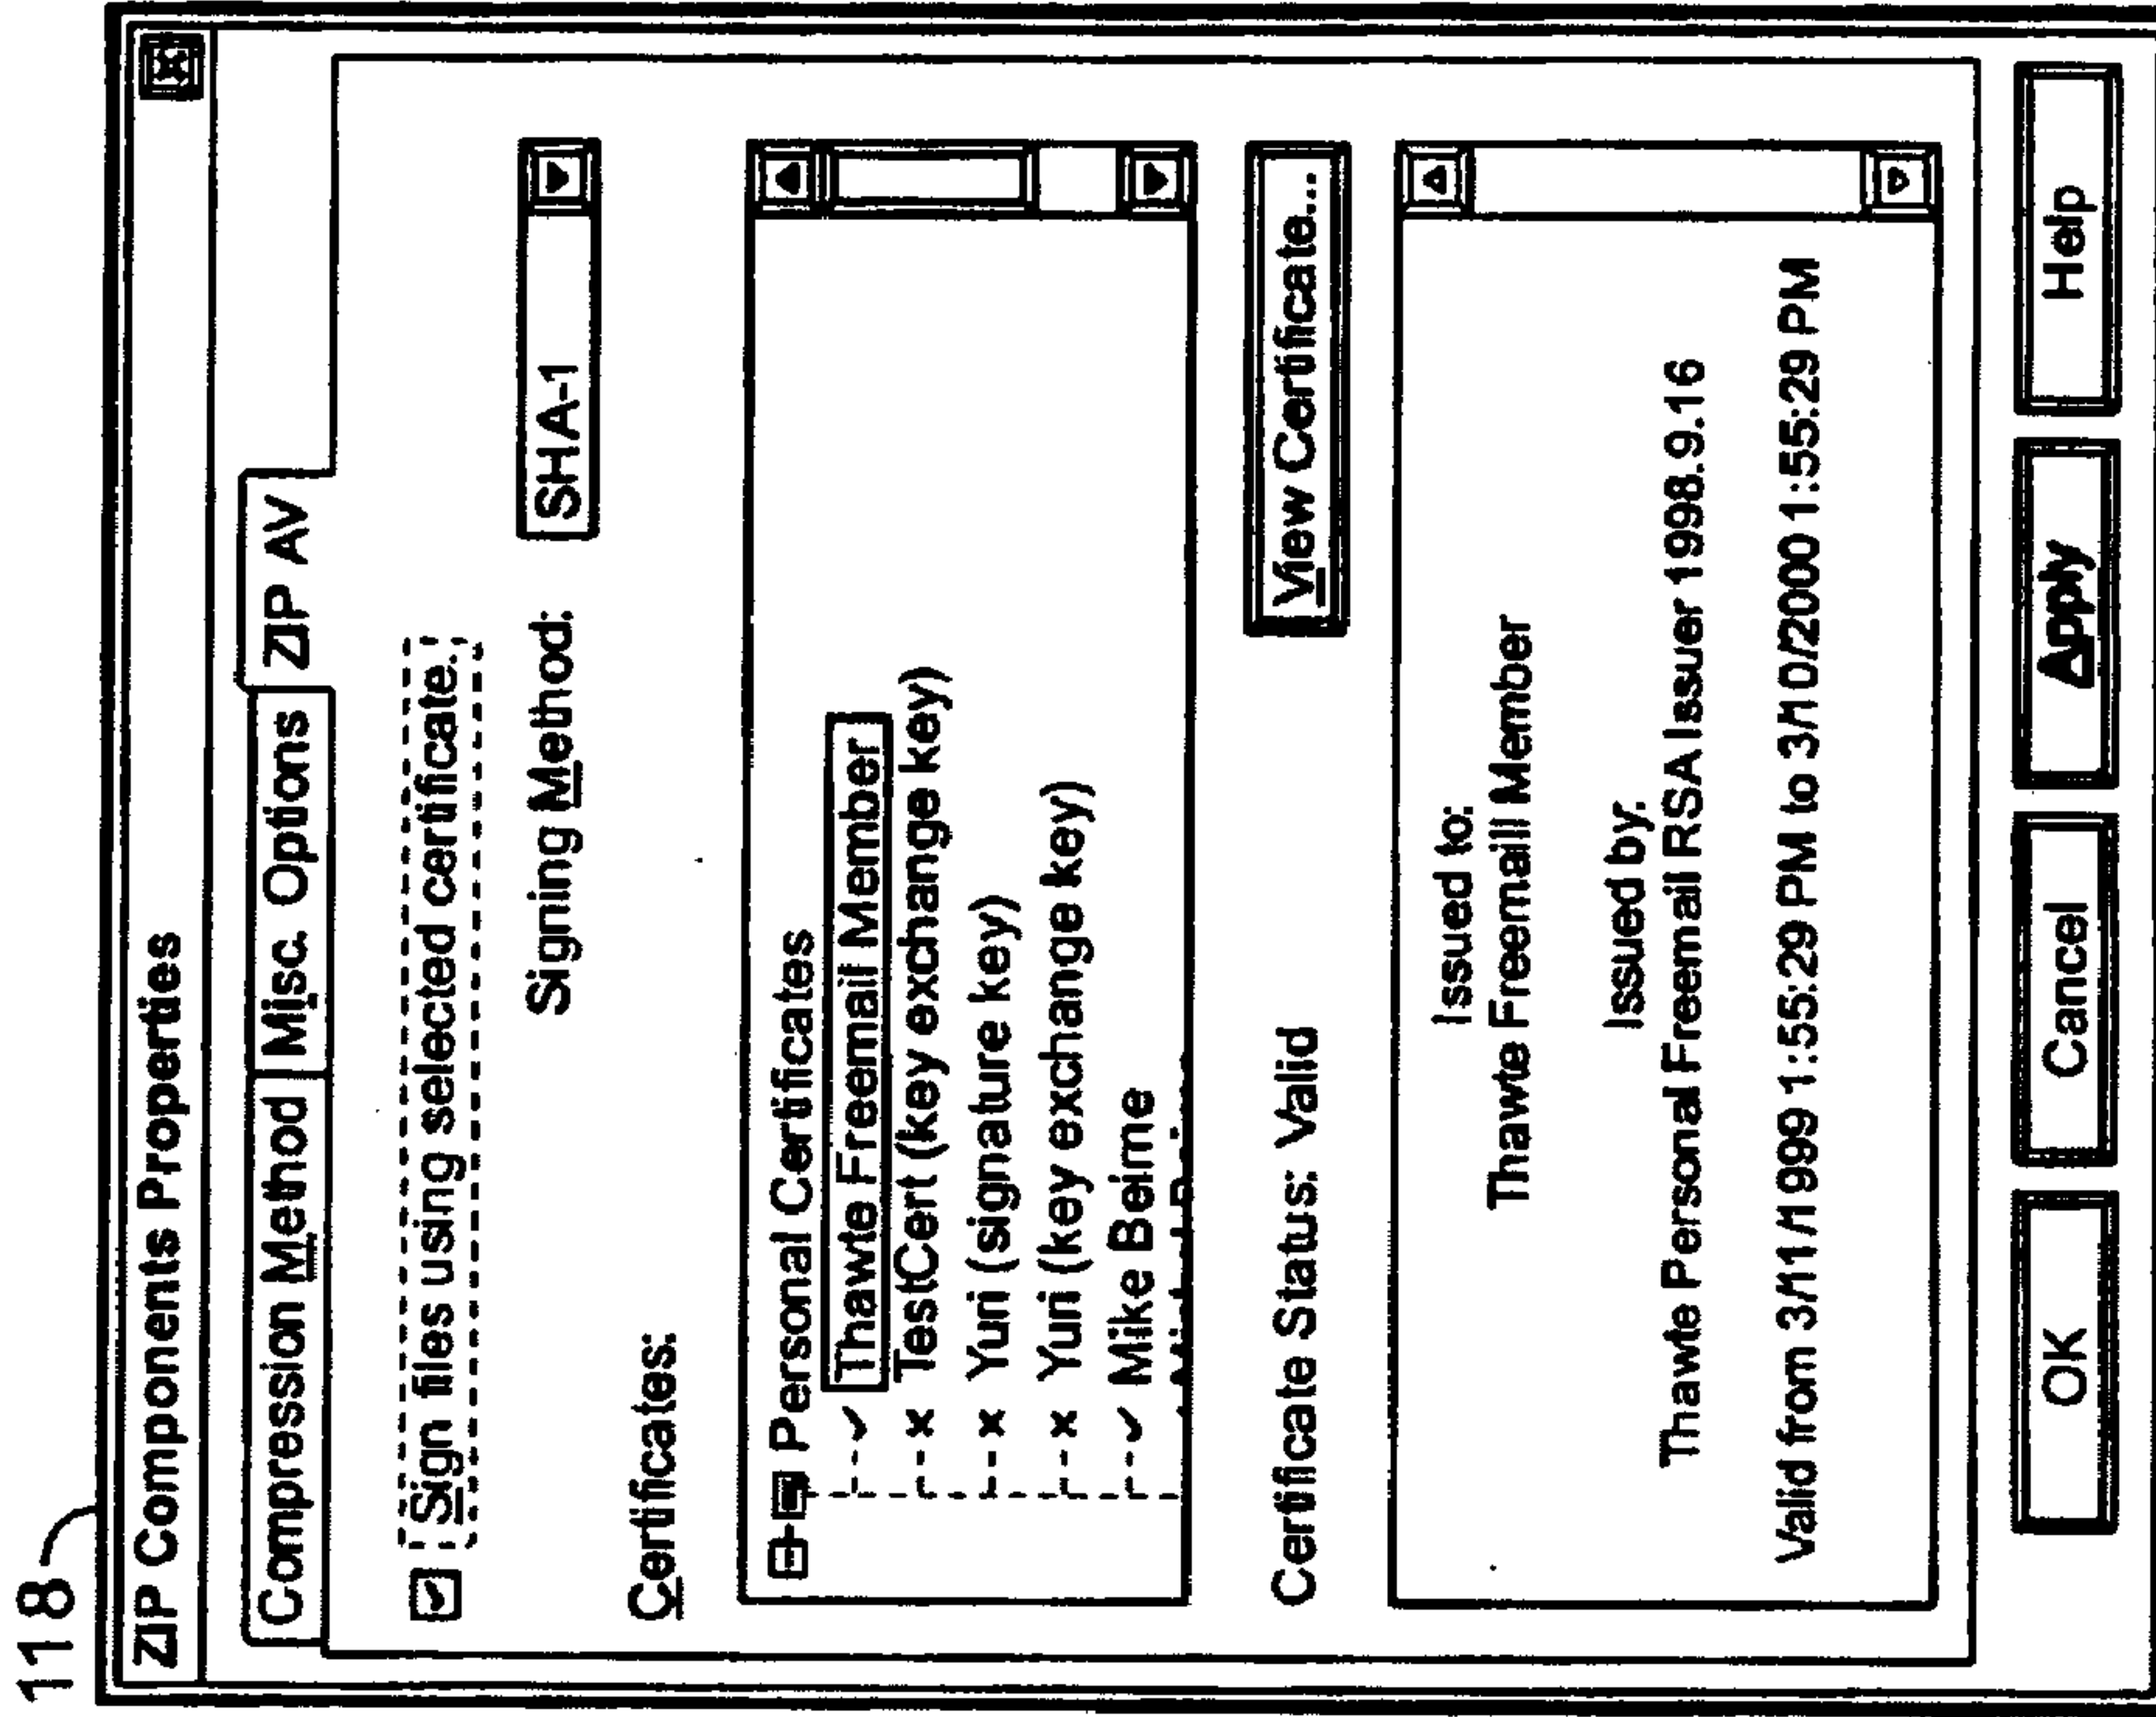 118
ZIP Components Properties
Compression Method Misc. Options ZIP AV
Sign files using selected certificate.
Signing Method: SHA-1
Certificates:
Personal Certificates
Thawte Freemail Member
TestCert (key exchange key)
Yuri (signature key)
Yuri (key exchange key)
Mike Beirne
Certificate Status: Valid View Certificate...
Issued to:
Thawte Freemaill Member
Issued by:
Thawte Personal Freemail RSA Issuer 1998.9.16
Valid from 3/11/1999 1:55:29 PM to 3/10/2000 1:55:29 PM
OK Cancel Apply Help